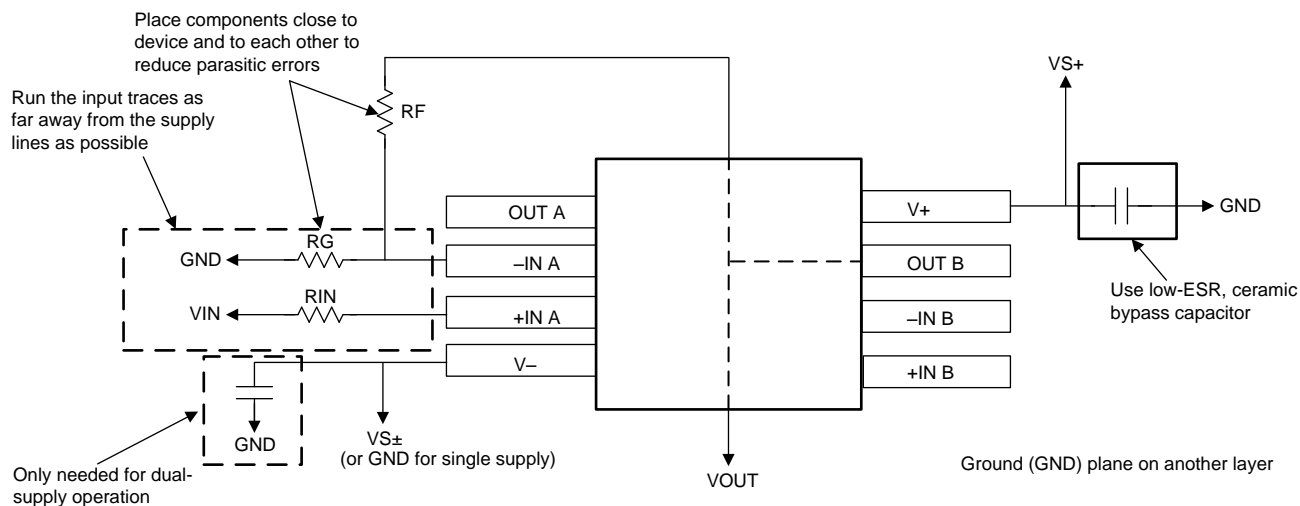 Place components close to
device and to each other to
reduce parasitic errors
VS+
Run the input traces as
far away from the supply
lines as possible
RF
OUT A
V+
RG
GND
GND
–IN A
OUT B
RIN
VIN
+IN A
–IN B
Use low-ESR, ceramic
bypass capacitor
V–
+IN B
GND
VS±
(or GND for single supply)
Only needed for dual-
supply operation
VOUT
Ground (GND) plane on another layer